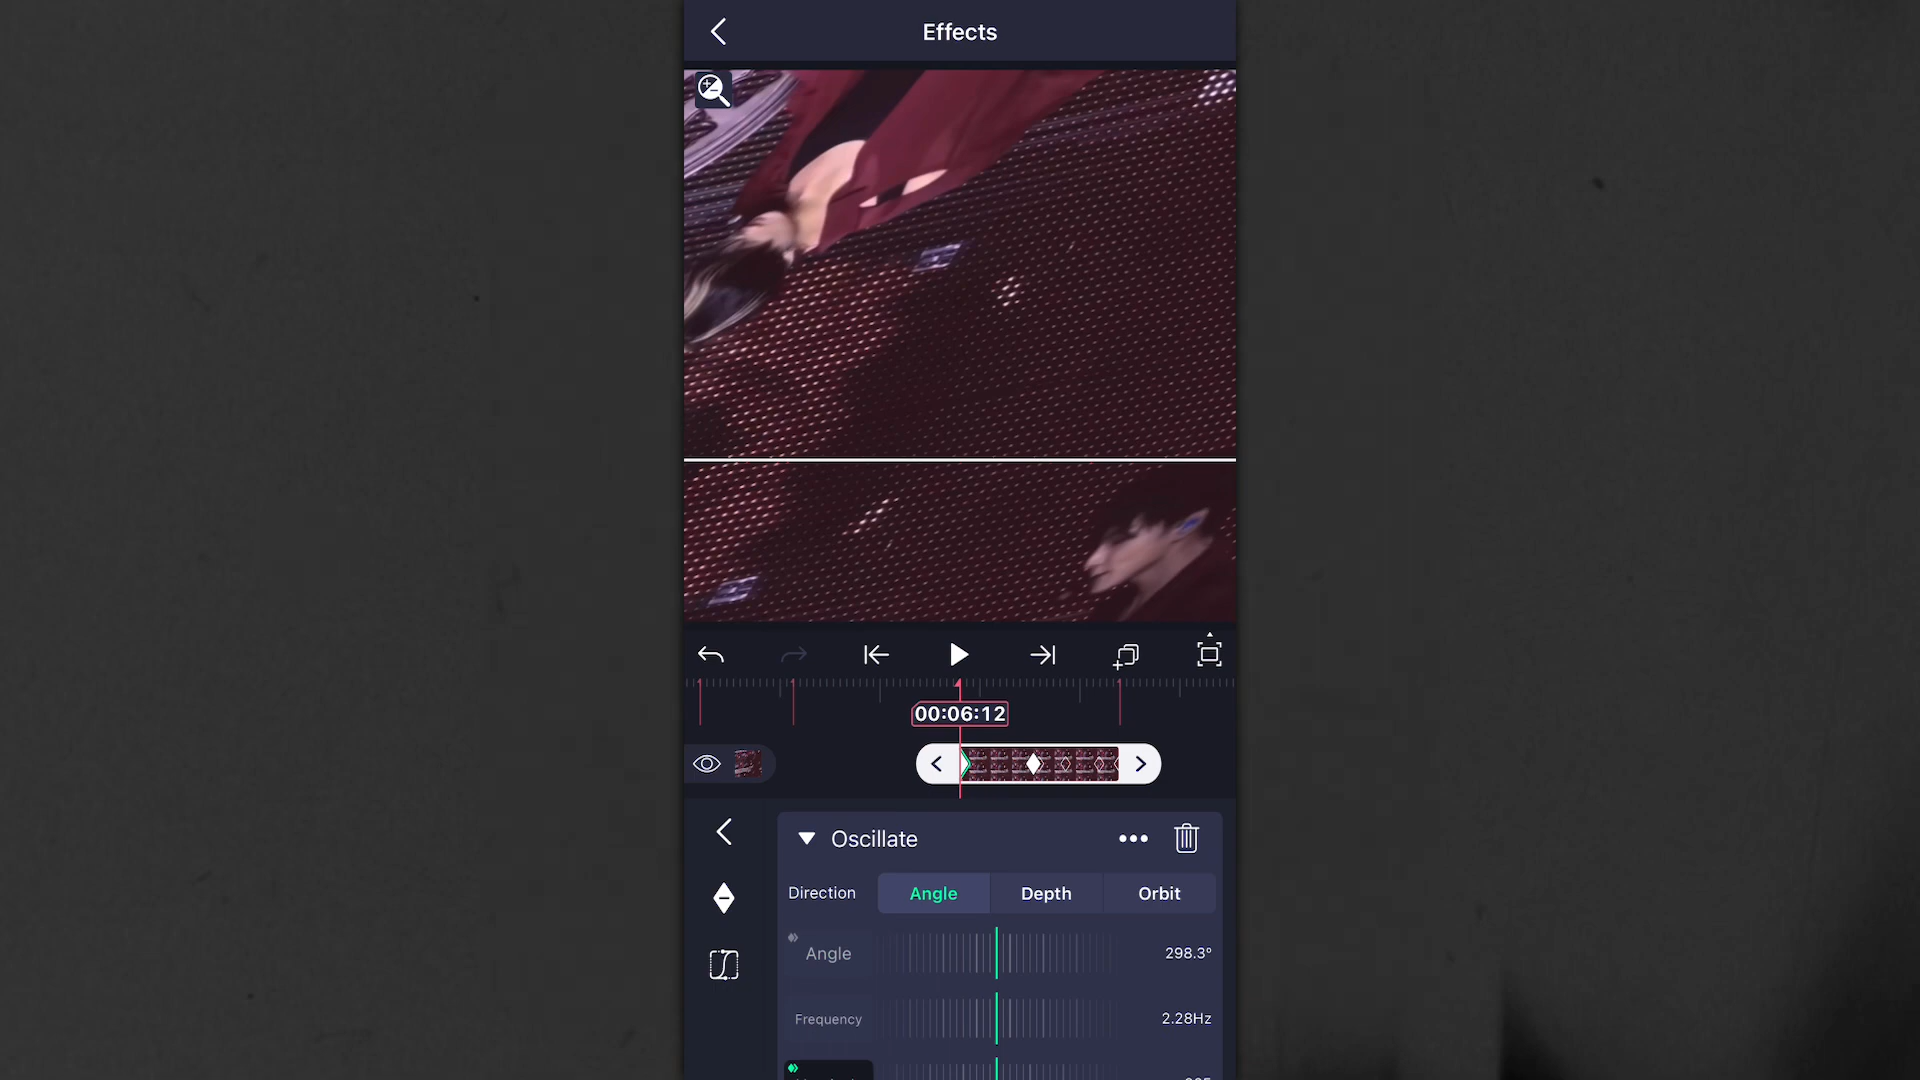 Effects
00:06:12
Oscillate
Direction
Angle
Depth
Orbit
Angle
298.3°
Frequency
2.28Hz